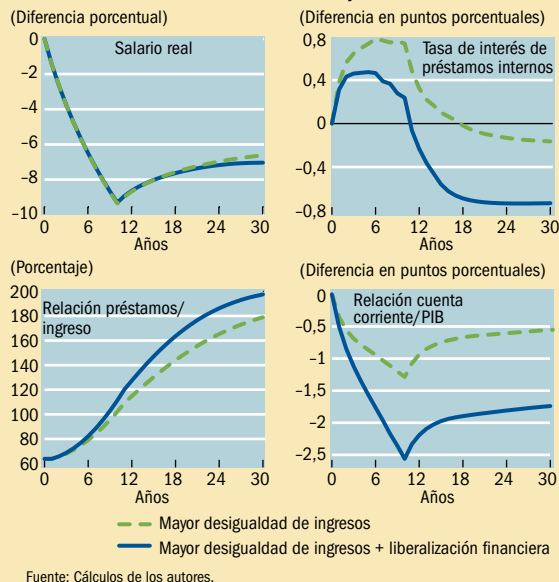 (Diferencia porcentual)
Salario real
0
−2
−4
−6
−8
−10
0 6 12 18 24 30
Años
(Diferencia en puntos porcentuales)
Tasa de interés de
préstamos internos
0,8
0,4
0
−0,4
−0,8
0 6 12 18 24 30
Años
(Porcentaje)
Relación préstamos/
ingreso
200
180
160
140
120
100
80
60
0 6 12 18 24 30
Años
(Diferencia en puntos porcentuales)
Relación cuenta
corriente/PIB
0
−0,5
−1
−1,5
−2
−2,5
0 6 12 18 24 30
Años
Mayor desigualdad de ingresos
Mayor desigualdad de ingresos + liberalización financiera
Fuente: Cálculos de los autores.